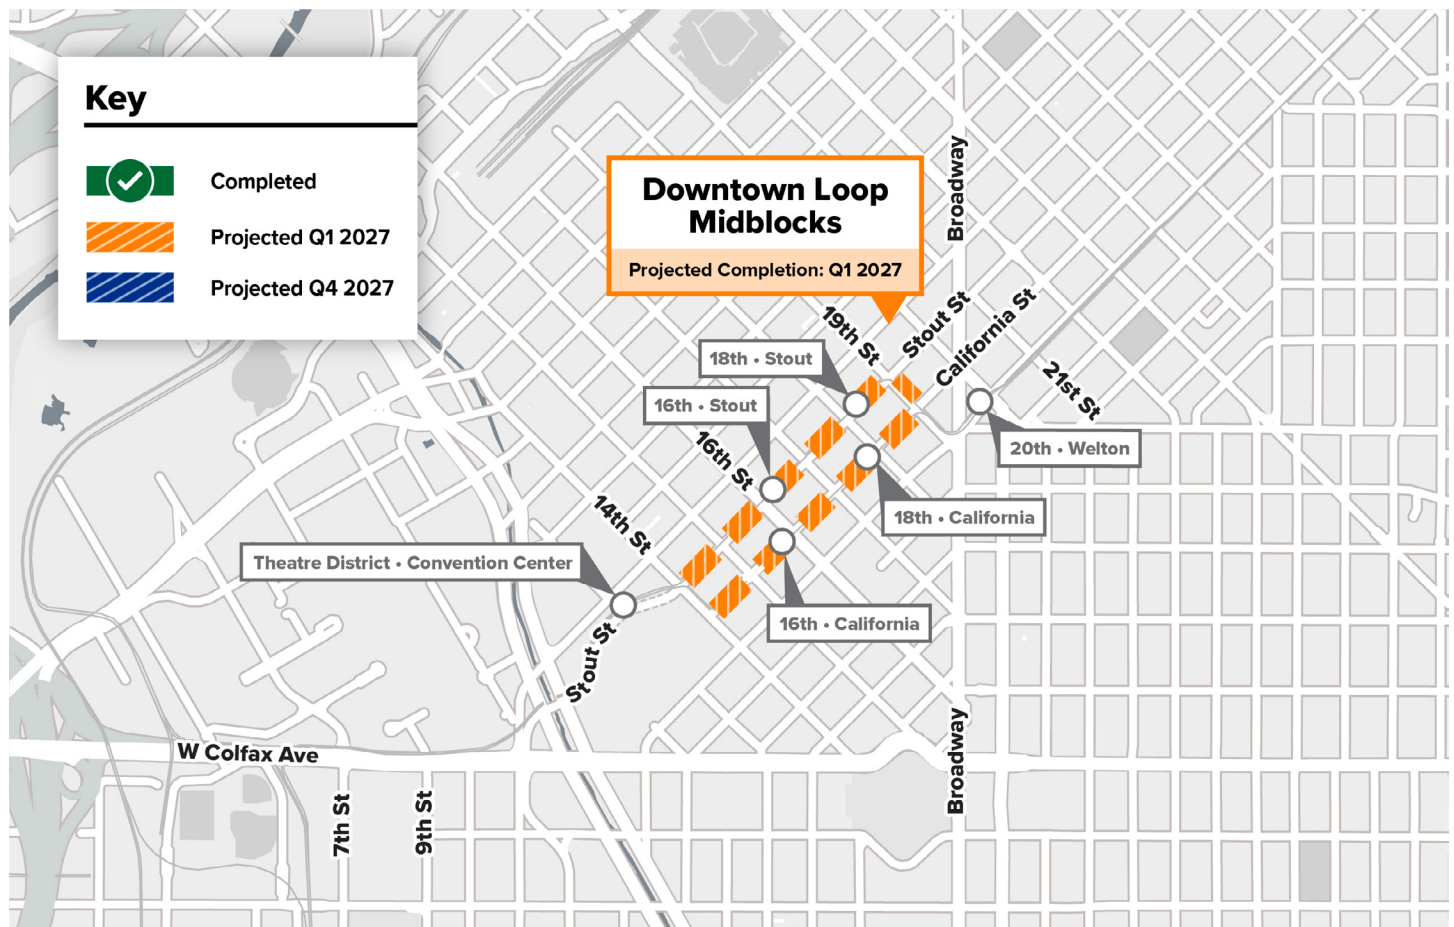 Key
Completed
Projected Q1 2027
Projected Q4 2027
Downtown Loop
Midblocks
Projected Completion: Q1 2027
Broadway
19th St
Stout St
California St
18th • Stout
21st St
16th • Stout
16th St
20th • Welton
14th St
18th • California
Theatre District • Convention Center
16th • California
Stout St
W Colfax Ave
Broadway
7th St
9th St